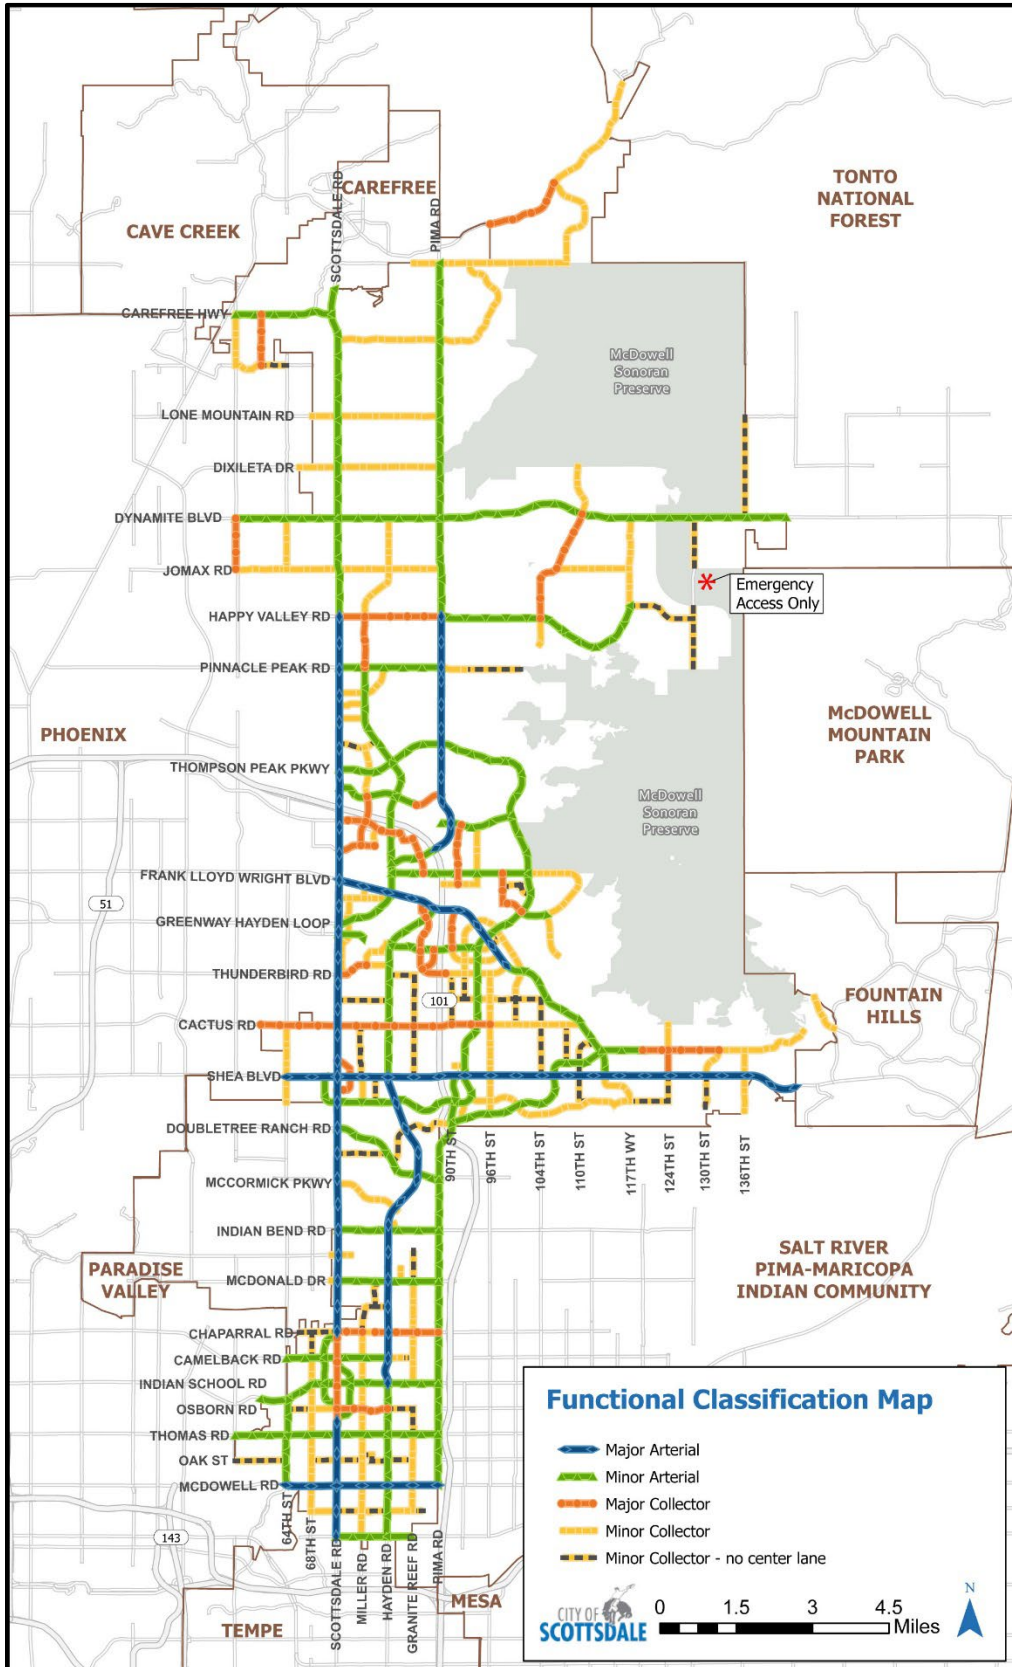 CAREFREE
SCOTTSDALE RD
PIMA RD
CAVE CREEK
TONTO
NATIONAL
FOREST
CAREFREE HWY
McDowell
Sonoran
Preserve
LONE MOUNTAIN RD
DIXILETA DR
DYNAMITE BLVD
JOMAX RD
Emergency
Access Only
HAPPY VALLEY RD
PINNACLE PEAK RD
PHOENIX
McDOWELL
MOUNTAIN
PARK
THOMPSON PEAK PKWY
McDowell
Sonoran
Preserve
FRANK LLOYD WRIGHT BLVD
51
GREENWAY HAYDEN LOOP
THUNDERBIRD RD
101
FOUNTAIN
HILLS
CACTUS RD
SHEA BLVD
DOUBLETREE RANCH RD
90TH ST
96TH ST
104TH ST
110TH ST
117TH WY
124TH ST
130TH ST
136TH ST
MCCORMICK PKWY
INDIAN BEND RD
PARADISE
VALLEY
MCDONALD DR
SALT RIVER
PIMA-MARICOPA
INDIAN COMMUNITY
CHAPARRAL RD
CAMELBACK RD
INDIAN SCHOOL RD
OSBORN RD
THOMAS RD
OAK ST
MCDOWELL RD
64TH ST
68TH ST
SCOTTSDALE RD
MILLER RD
HAYDEN RD
GRANITE REEF RD
PIMA RD
143
TEMPE
MESA
Functional Classification Map
Major Arterial
Minor Arterial
Major Collector
Minor Collector
Minor Collector - no center lane
CITY OF
SCOTTSDALE
0 1.5 3 4.5
Miles
N